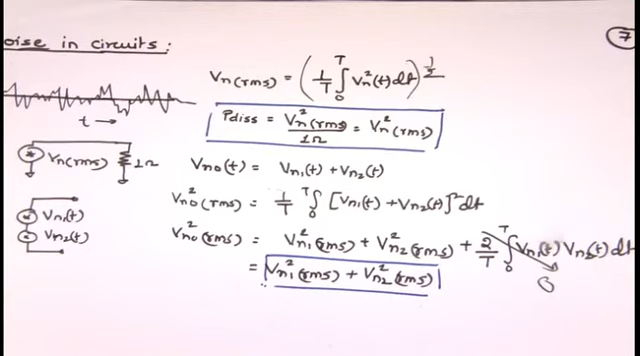 oise in circuits :
7
Vn(rms) = (1/T ∫₀ᵀ Vn²(t)dt)^1/2
t →
Pdiss = Vn²(rms)/1Ω = Vn²(rms)
Vn(rms) 1Ω
Vno(t) = Vn1(t) + Vn2(t)
Vno²(rms) = 1/T ∫₀ᵀ [Vn1(t) + Vn2(t)]² dt
Vn1(t)
Vn2(t)
Vno²(rms) = Vn1²(rms) + Vn2²(rms) + 2/T ∫₀ᵀ Vn1(t) Vn2(t) dt
0
= Vn1²(rms) + Vn2²(rms)